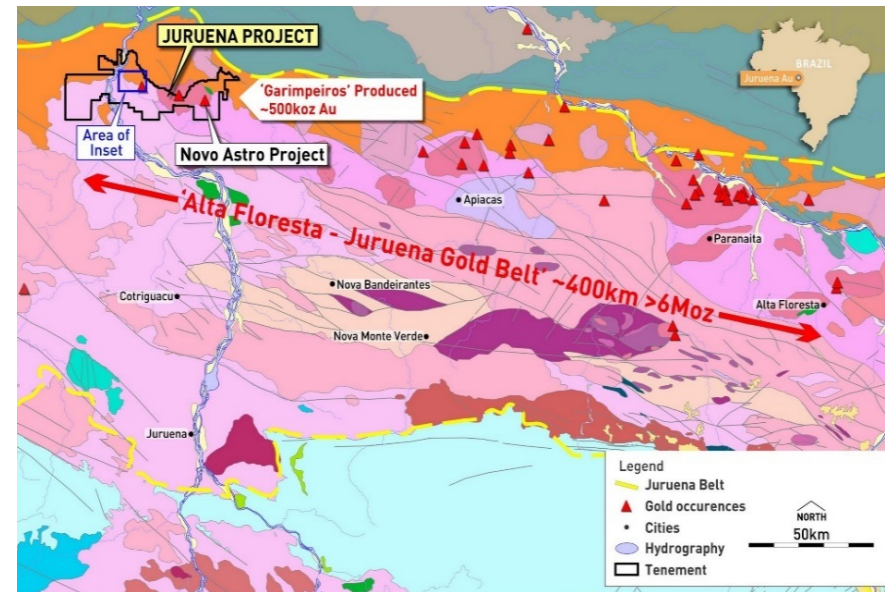 JURUENA PROJECT
'Garimpeiros' Produced
~500koz Au
Area of
Inset
Novo Astro Project
BRAZIL
Juruena Au
'Alta Floresta - Juruena Gold Belt' ~400km >6Moz
Apiacas
Paranaita
Nova Bandeirantes
Cotriguacu
Alta Floresta
Nova Monte Verde
Juruena
Legend
Juruena Belt
Gold occurences
Cities
Hydrography
Tenement
NORTH
50km